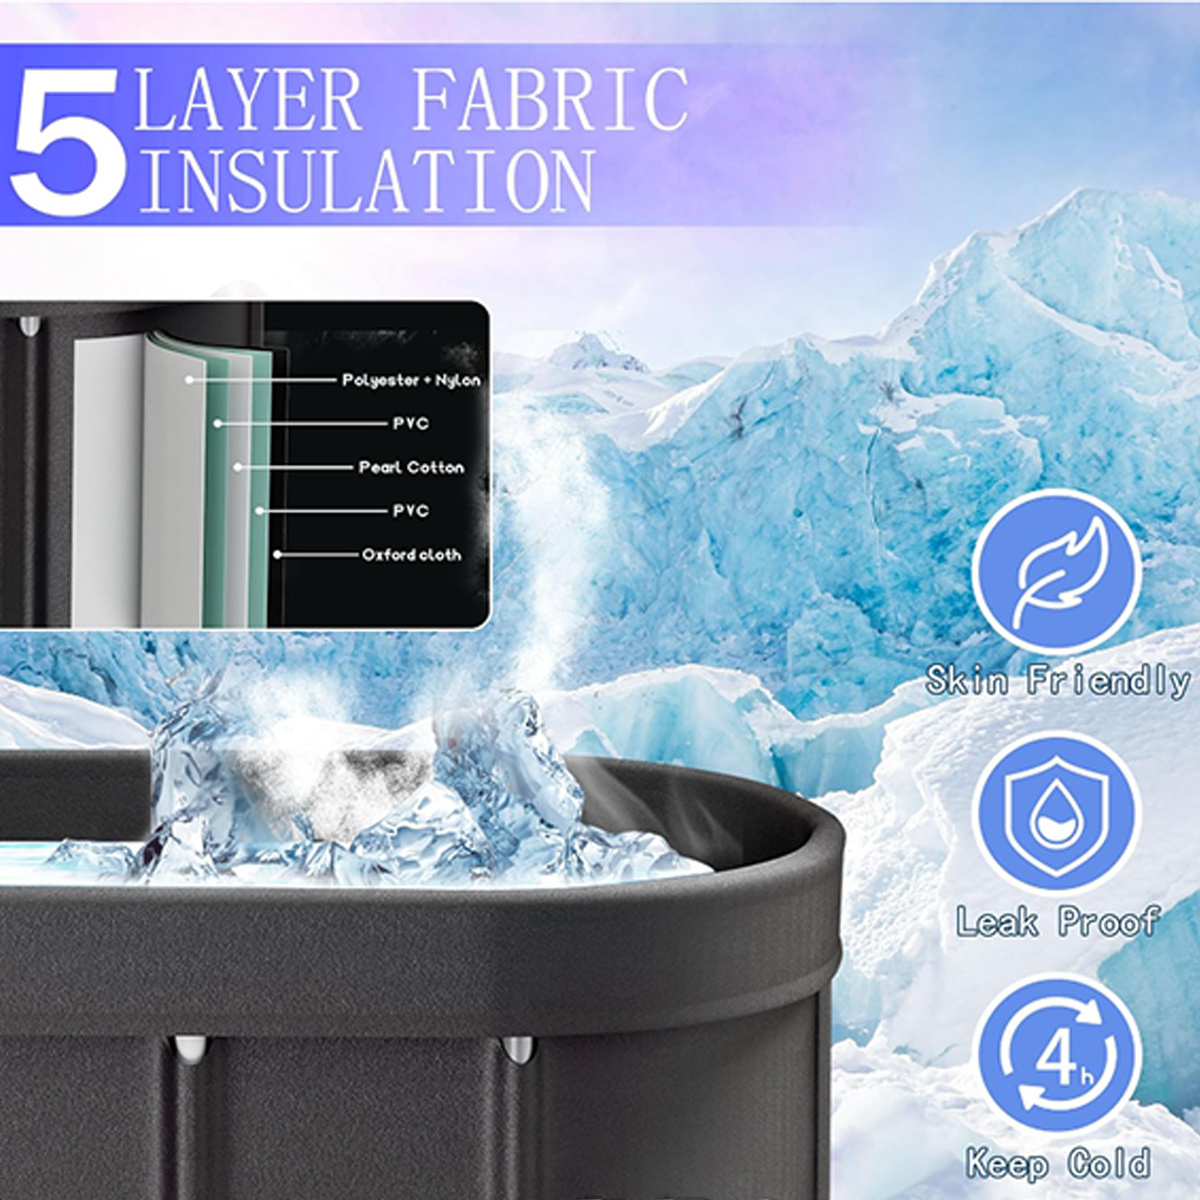 5 LAYER FABRIC
INSULATION
Polyester + Nylon
PVC
Pearl Cotton
PVC
Oxford cloth
Skin Friendly
Leak Proof
4h
Keep Cold